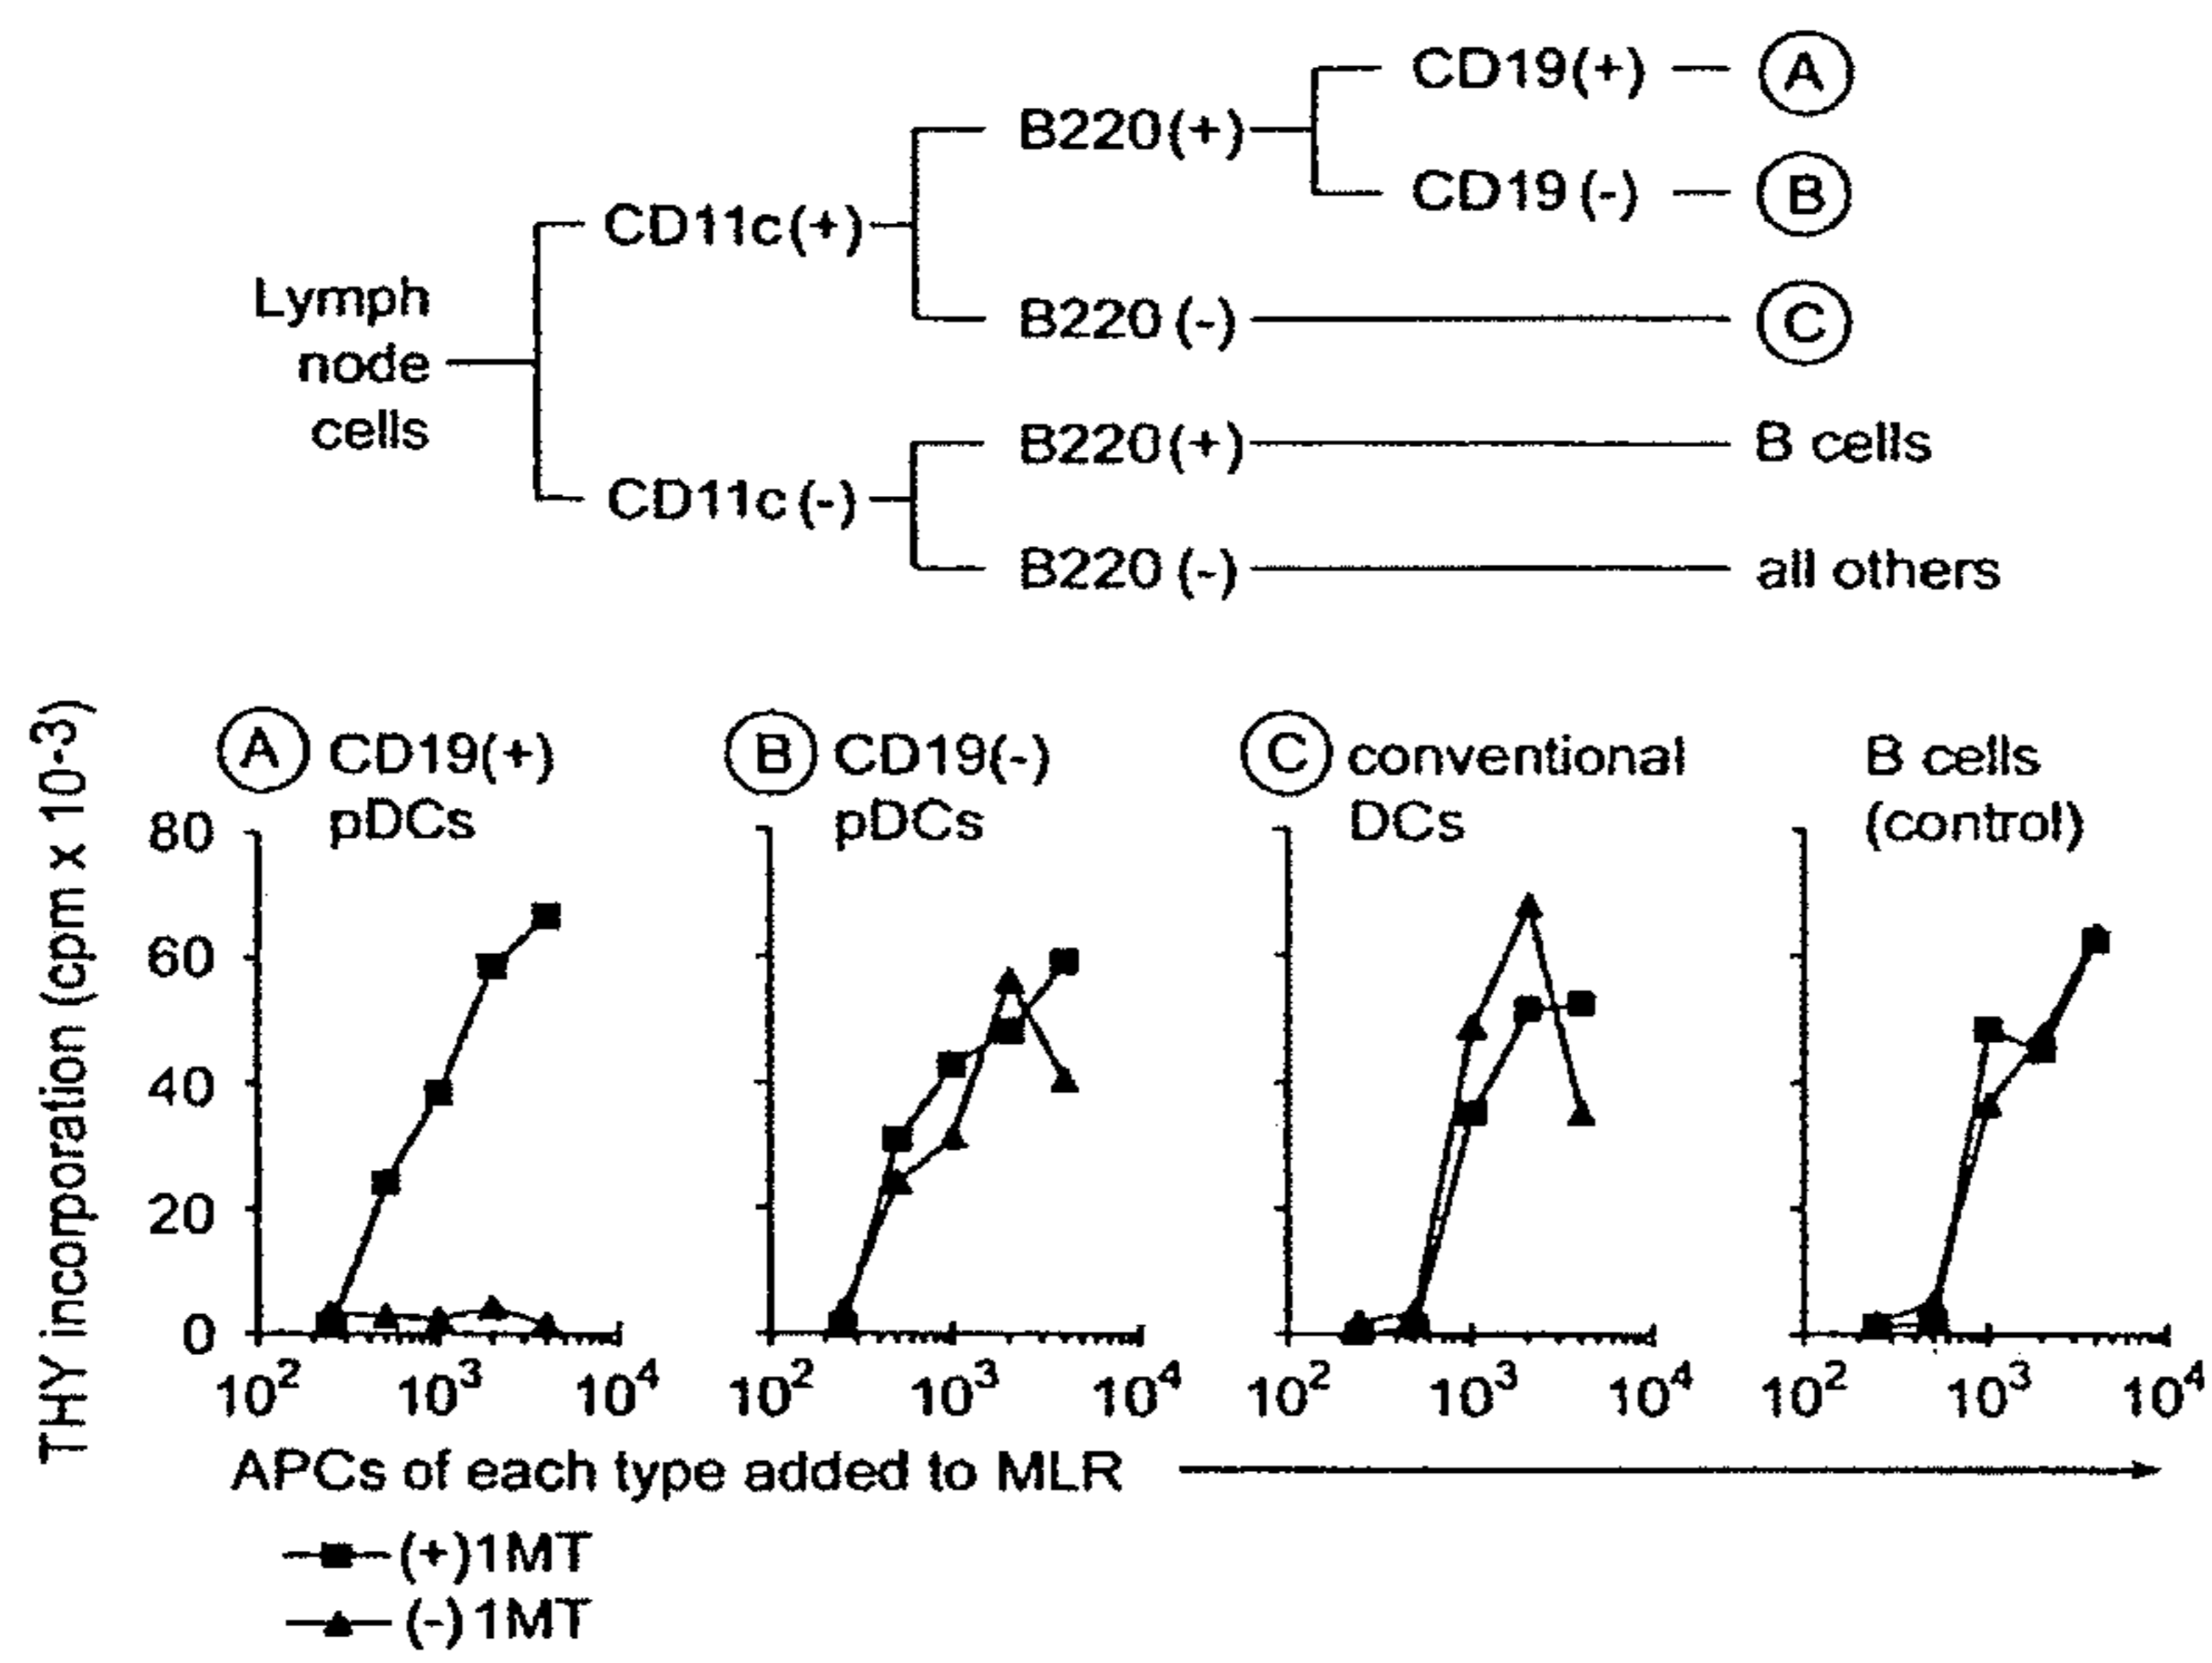 CD19(+)
A
B220(+)
CD19 (-)
B
CD11c(+)
Lymph
node
cells
B220 (-)
C
B220(+)
B cells
CD11c (-)
B220 (-)
all others
THY incorporation (cpm x 10-3)
A CD19(+)
pDCs
B CD19(-)
pDCs
C conventional
DCs
B cells
(control)
80
60
40
20
0
10² 10³ 10⁴ 10² 10³ 10⁴ 10² 10³ 10⁴ 10² 10³ 10⁴
APCs of each type added to MLR
(+)1MT
(-)1MT